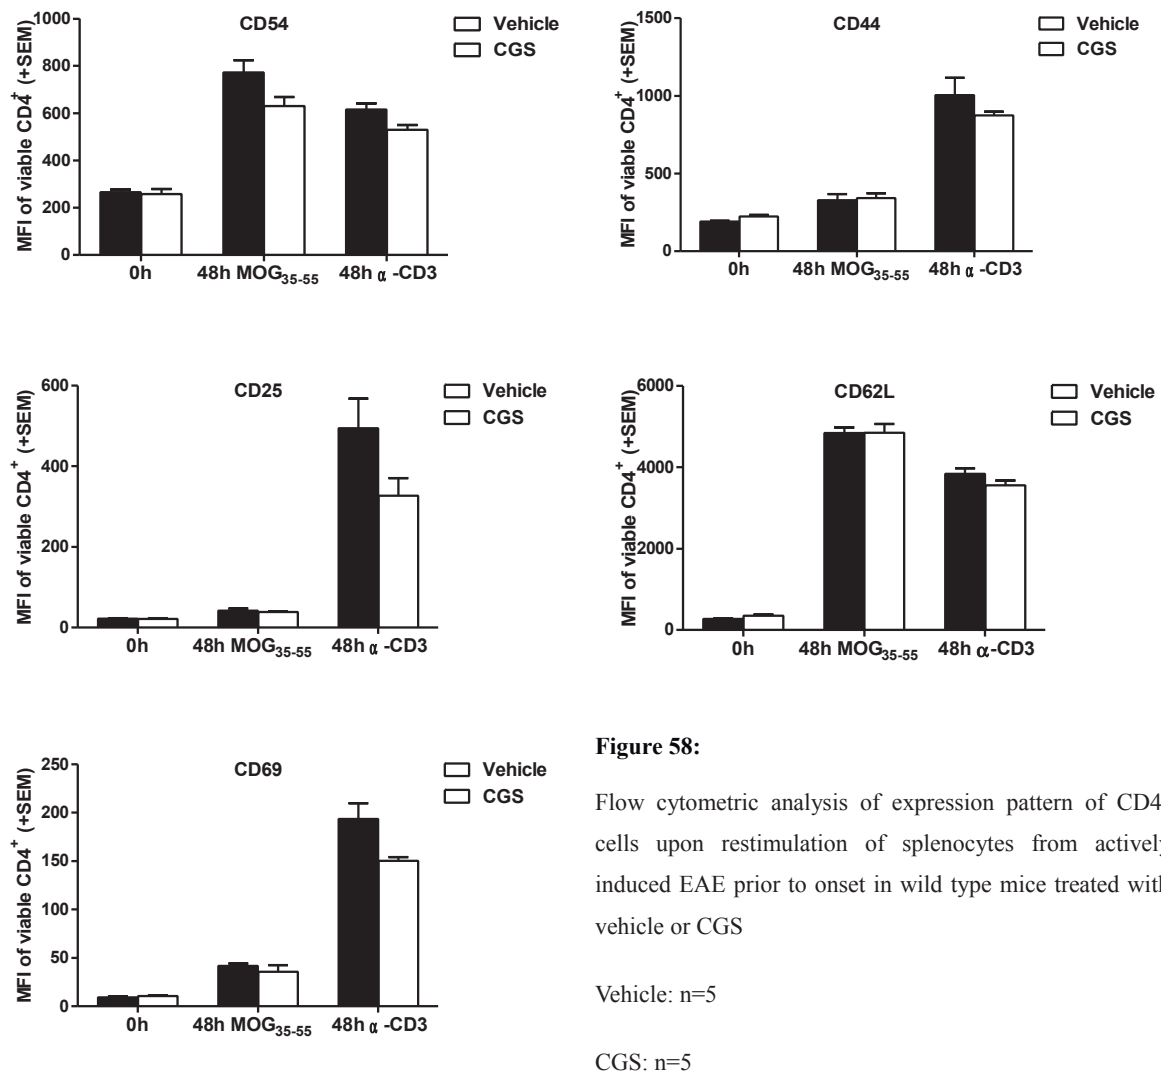 CD54
Vehicle
CGS
MFI of viable CD4+ (+SEM)
1000
800
600
400
200
0
0h
48h MOG35-55
48h α -CD3
CD44
Vehicle
CGS
MFI of viable CD4+ (+SEM)
1500
1000
500
0
0h
48h MOG35-55
48h α -CD3
CD25
Vehicle
CGS
MFI of viable CD4+ (+SEM)
600
400
200
0
0h
48h MOG35-55
48h α -CD3
CD62L
Vehicle
CGS
MFI of viable CD4+ (+SEM)
6000
4000
2000
0
0h
48h MOG35-55
48h α-CD3
CD69
Vehicle
CGS
MFI of viable CD4+ (+SEM)
250
200
150
100
50
0
0h
48h MOG35-55
48h α -CD3
Figure 58:
Flow cytometric analysis of expression pattern of CD4
cells upon restimulation of splenocytes from actively
induced EAE prior to onset in wild type mice treated with
vehicle or CGS
Vehicle: n=5
CGS: n=5